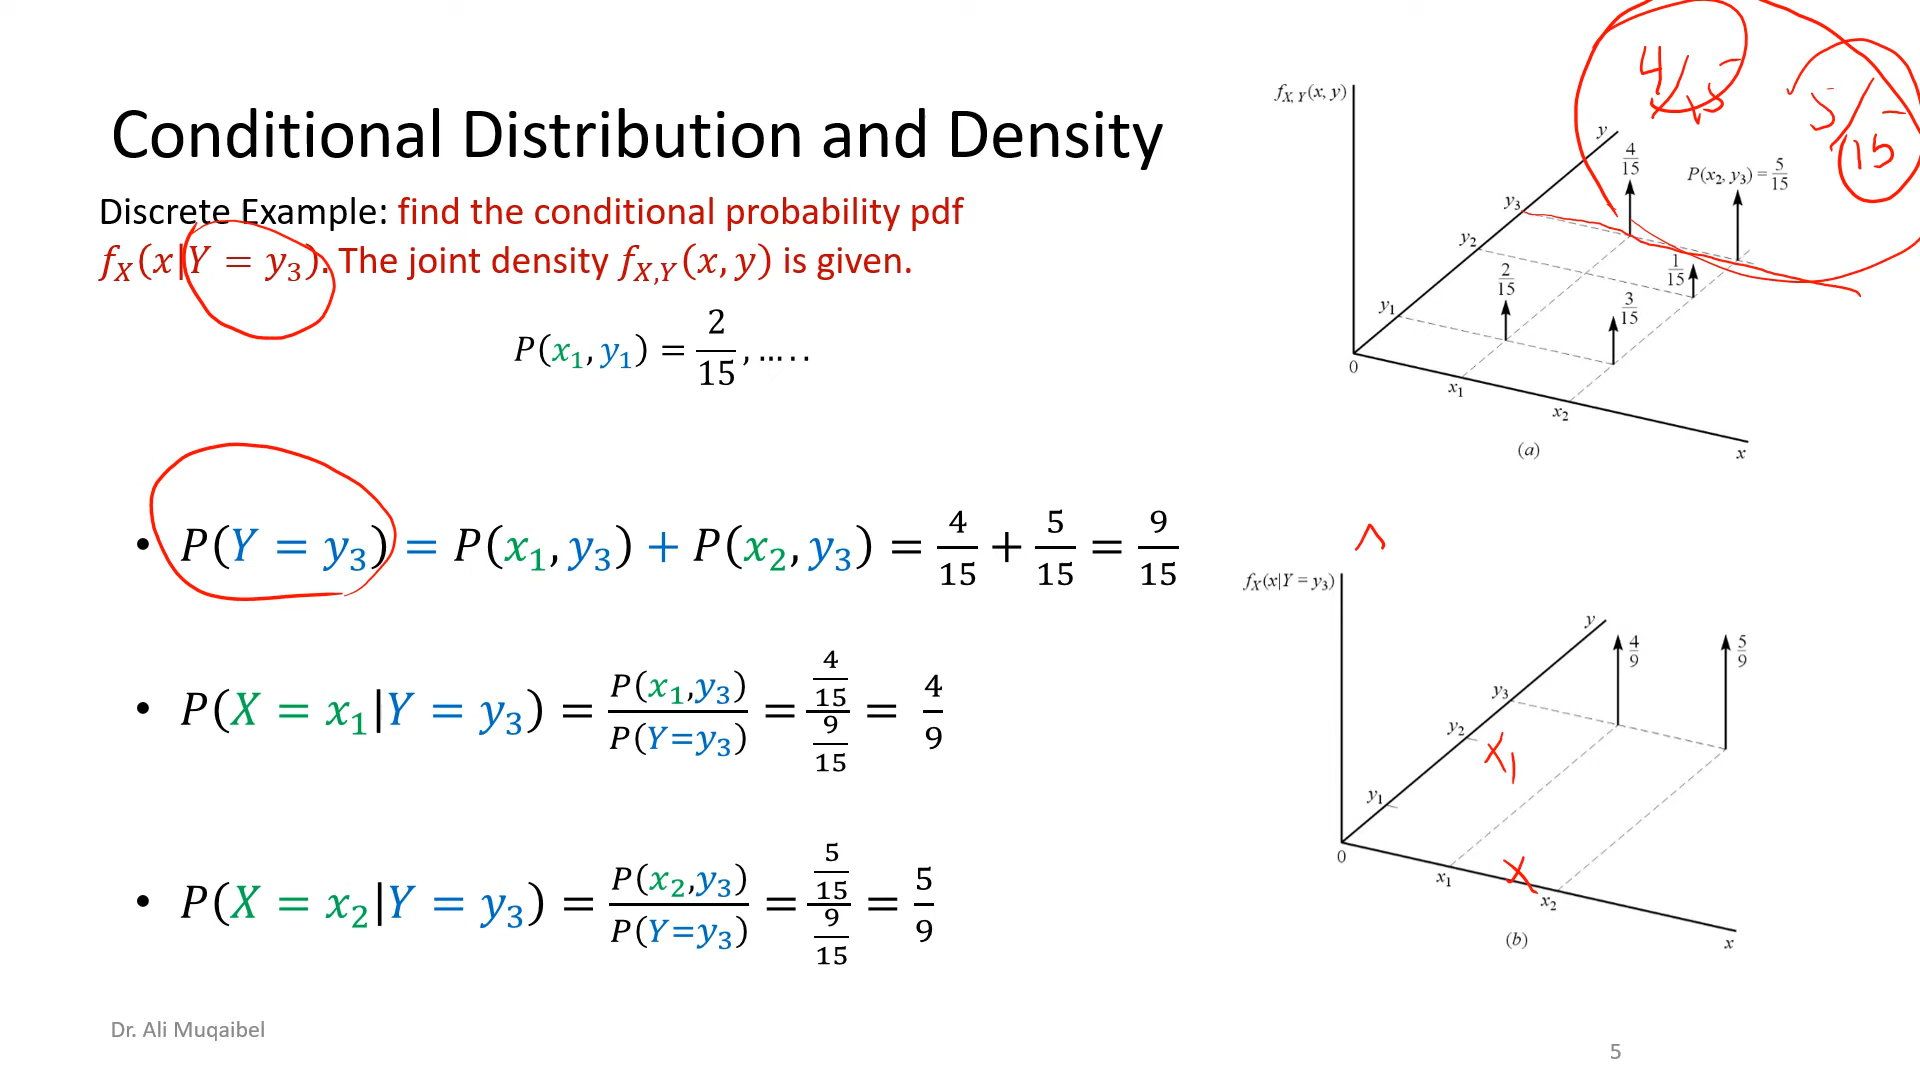 Conditional Distribution and Density
Discrete Example: find the conditional probability pdf
f_X(x|Y = y_3). The joint density f_{X,Y}(x, y) is given.
P(x_1, y_1) = 2/15, …..
• P(Y = y_3) = P(x_1, y_3) + P(x_2, y_3) = 4/15 + 5/15 = 9/15
• P(X = x_1|Y = y_3) = P(x_1,y_3)/P(Y=y_3) = (4/15)/(9/15) = 4/9
• P(X = x_2|Y = y_3) = P(x_2,y_3)/P(Y=y_3) = (5/15)/(9/15) = 5/9
4/15
5/15
f_{X,Y}(x, y)
y
4/15
P(x_2, y_3) = 5/15
y_3
y_2
1/15
2/15
3/15
y_1
0
x_1
x_2
x
(a)
f_X(x|Y = y_3)
y
4/9
5/9
y_3
y_2
x_1
y_1
0
x_1
x
x_2
x
(b)
Dr. Ali Muqaibel
5